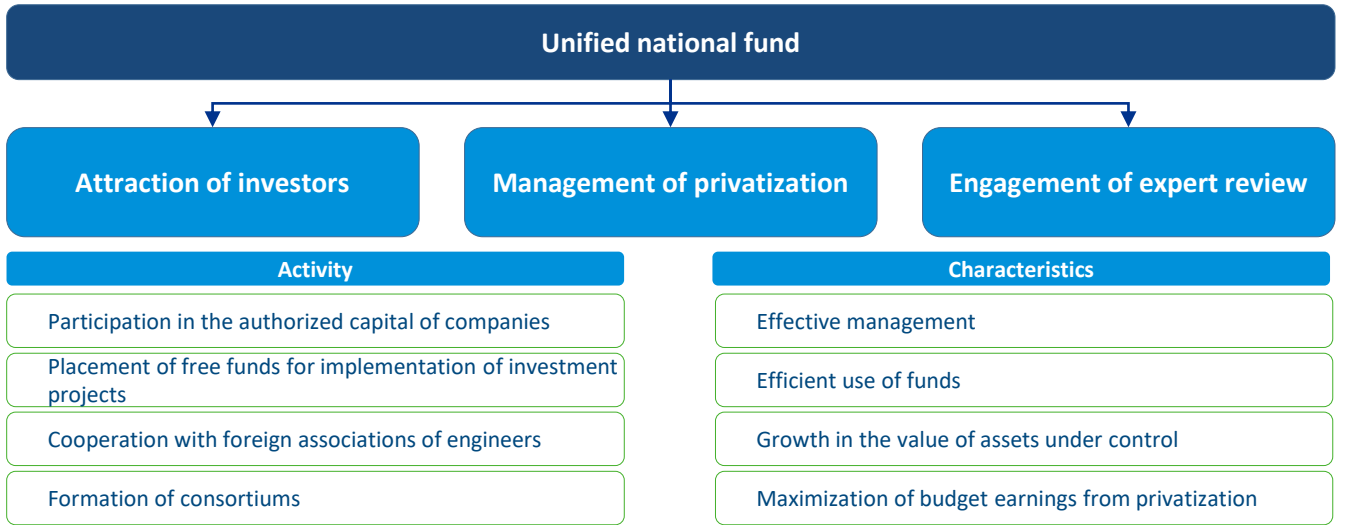 Unified national fund
Attraction of investors
Management of privatization
Engagement of expert review
Activity
Participation in the authorized capital of companies
Placement of free funds for implementation of investment
projects
Cooperation with foreign associations of engineers
Formation of consortiums
Characteristics
Effective management
Efficient use of funds
Growth in the value of assets under control
Maximization of budget earnings from privatization